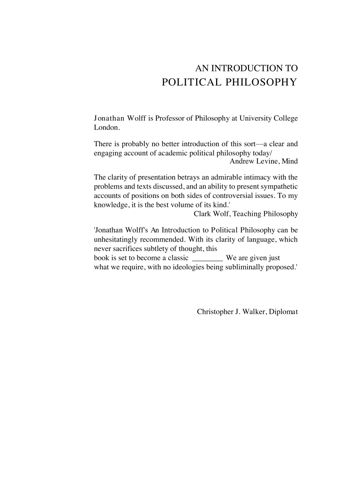 AN INTRODUCTION TO
POLITICAL PHILOSOPHY
Jonathan Wolff is Professor of Philosophy at University College
London.
There is probably no better introduction of this sort—a clear and
engaging account of academic political philosophy today/
Andrew Levine, Mind
The clarity of presentation betrays an admirable intimacy with the
problems and texts discussed, and an ability to present sympathetic
accounts of positions on both sides of controversial issues. To my
knowledge, it is the best volume of its kind.'
Clark Wolf, Teaching Philosophy
'Jonathan Wolff's An Introduction to Political Philosophy can be
unhesitatingly recommended. With its clarity of language, which
never sacrifices subtlety of thought, this
book is set to become a classic ________ We are given just
what we require, with no ideologies being subliminally proposed.'
Christopher J. Walker, Diplomat